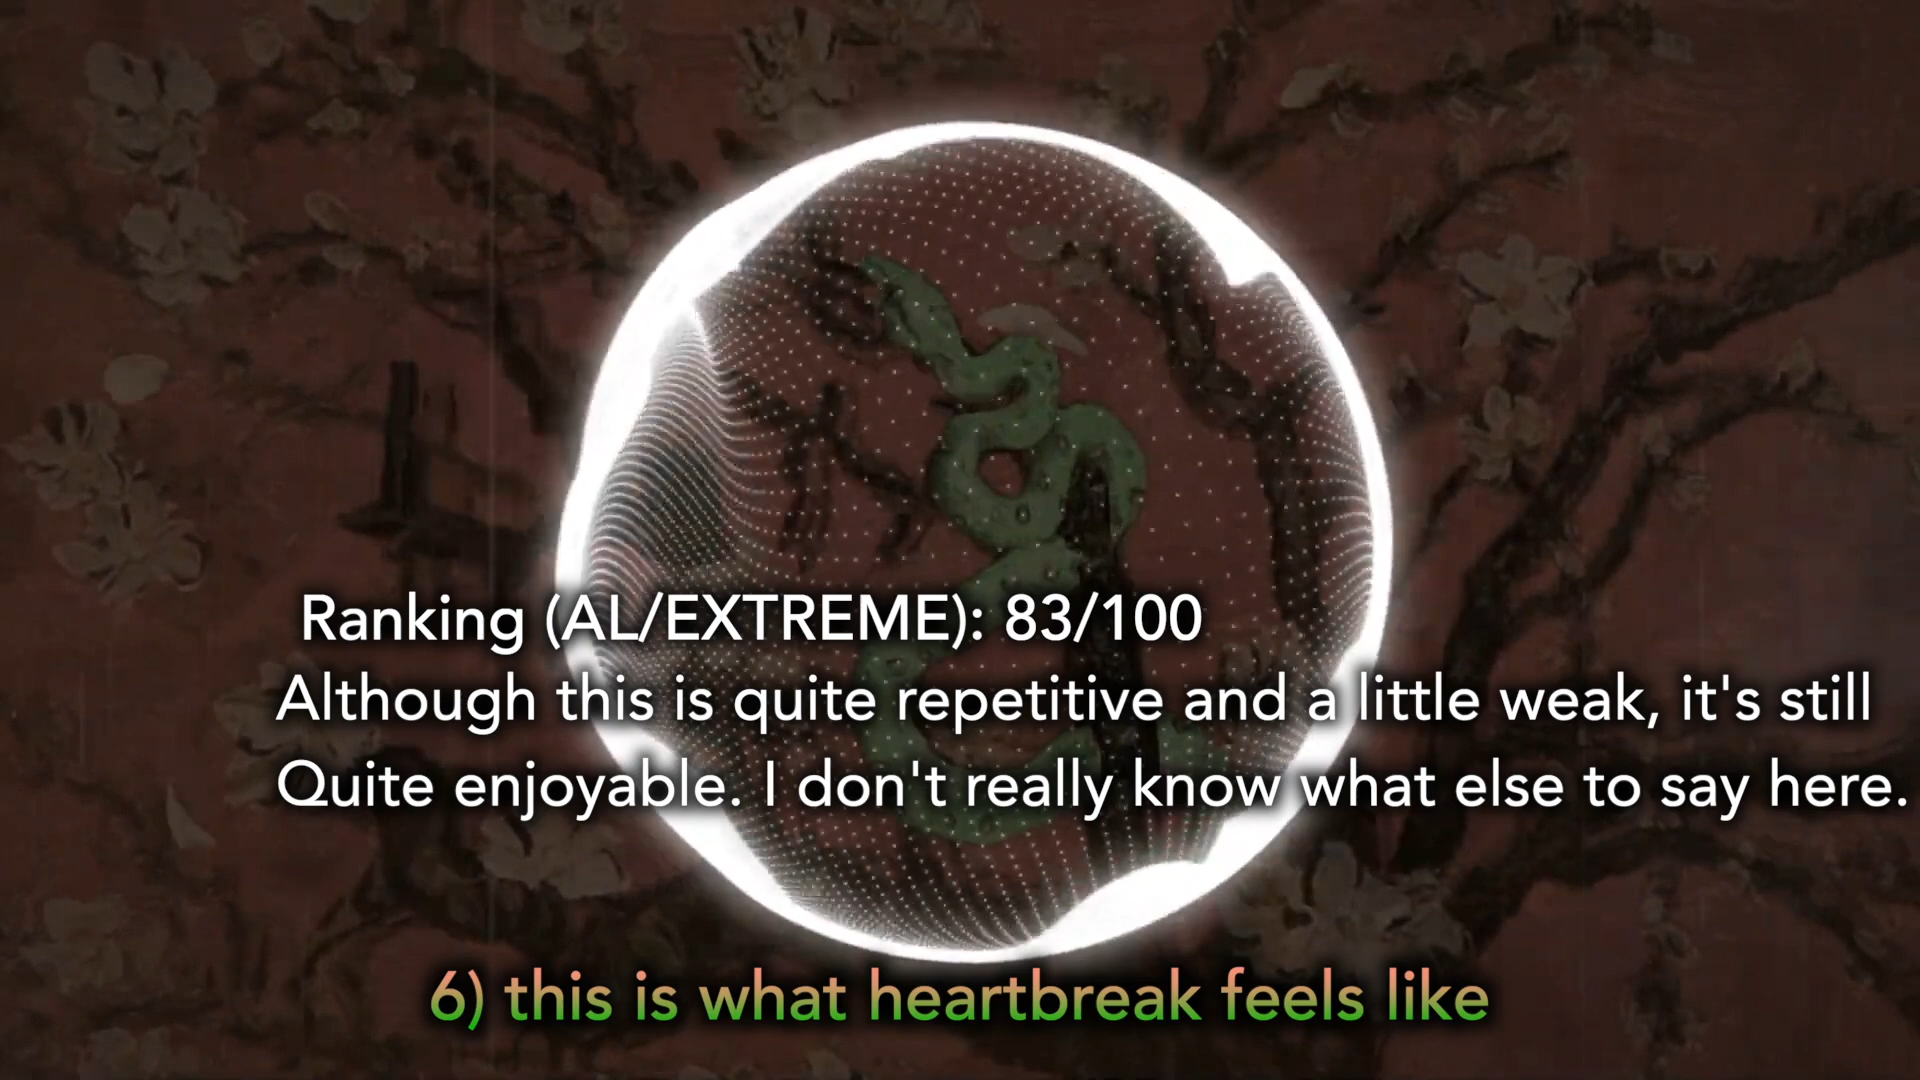 Ranking (AL/EXTREME): 83/100
Although this is quite repetitive and a little weak, it's still
Quite enjoyable. I don't really know what else to say here.
6) this is what heartbreak feels like